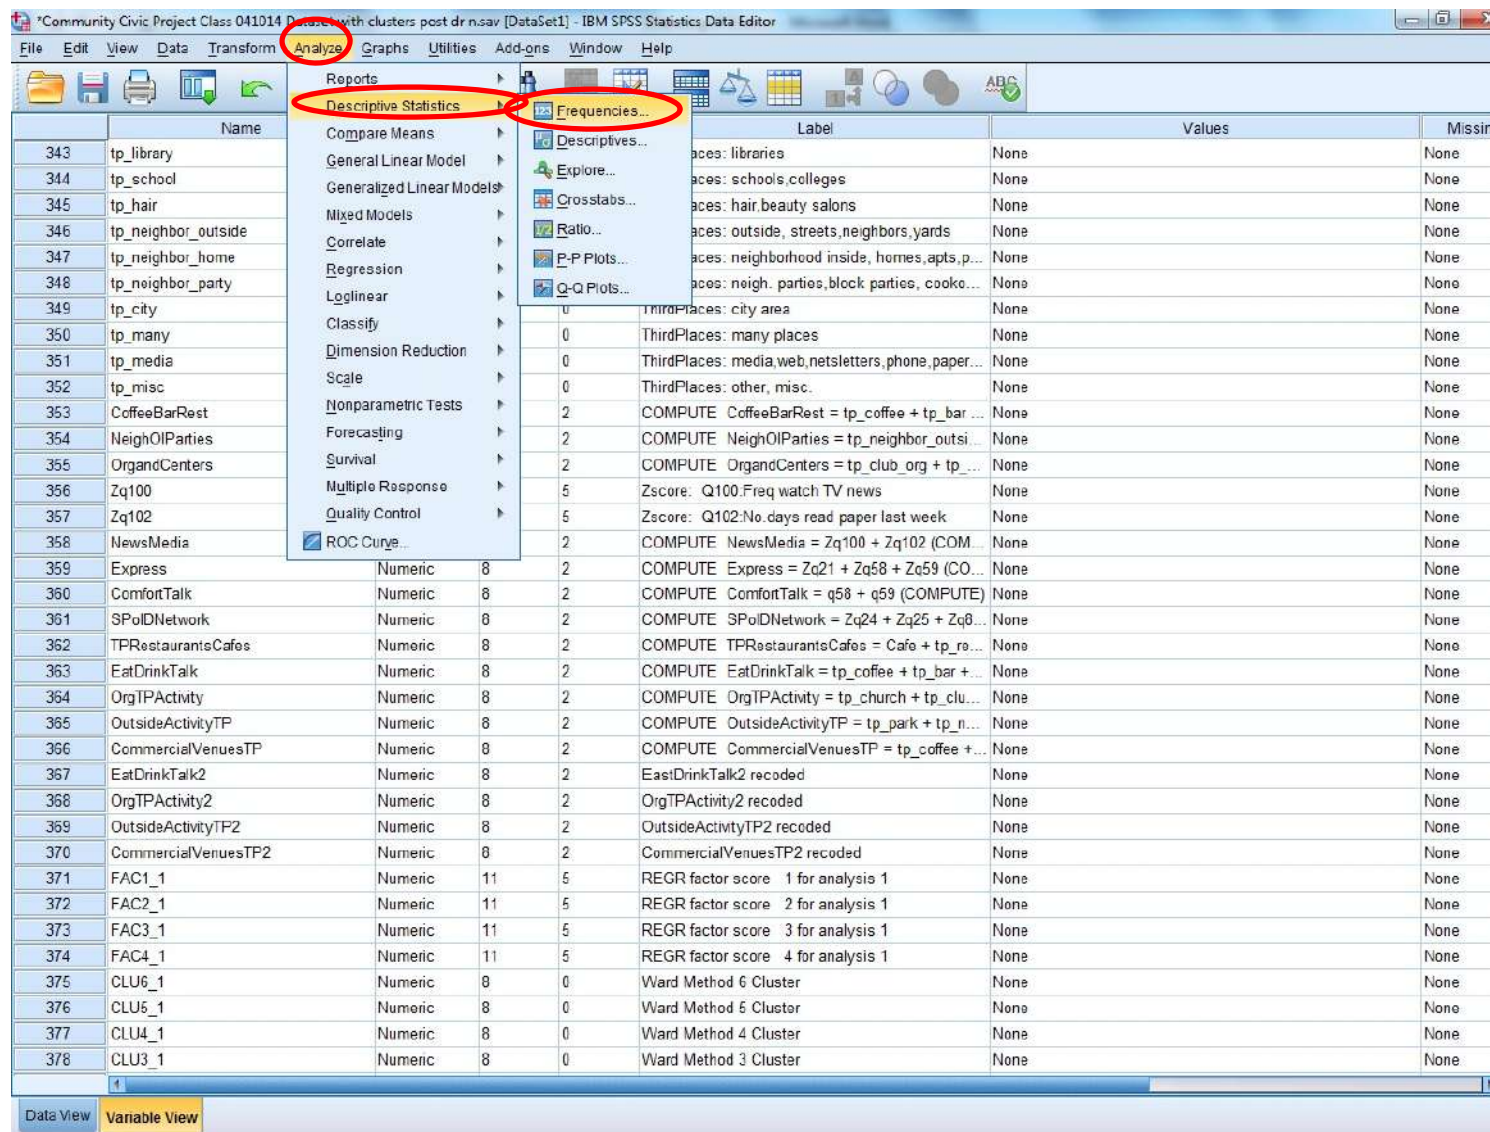 *Community Civic Project Class 041014 Dataset with clusters post dr n.sav [DataSet1] - IBM SPSS Statistics Data Editor
File Edit View Data Transform Analyze Graphs Utilities Add-ons Window Help
Reports
Descriptive Statistics
Compare Means
General Linear Model
Generalized Linear Models
Mixed Models
Correlate
Regression
Loglinear
Classify
Dimension Reduction
Scale
Nonparametric Tests
Forecasting
Survival
Multiple Response
Quality Control
ROC Curve...
Frequencies...
Descriptives...
Explore...
Crosstabs...
Ratio...
P-P Plots...
Q-Q Plots...
Name Label Values Missin
343 tp_library aces: libraries None None
344 tp_school aces: schools,colleges None None
345 tp_hair aces: hair,beauty salons None None
346 tp_neighbor_outside aces: outside, streets,neighbors,yards None None
347 tp_neighbor_home aces: neighborhood inside, homes,apts,p... None None
348 tp_neighbor_party aces: neigh. parties,block parties, cooko... None None
349 tp_city 0 ThirdPlaces: city area None None
350 tp_many 0 ThirdPlaces: many places None None
351 tp_media 0 ThirdPlaces: media,web,netsletters,phone,paper... None None
352 tp_misc 0 ThirdPlaces: other, misc. None None
353 CoffeeBarRest 2 COMPUTE CoffeeBarRest = tp_coffee + tp_bar ... None None
354 NeighOIParties 2 COMPUTE NeighOIParties = tp_neighbor_outsi... None None
355 OrgandCenters 2 COMPUTE OrgandCenters = tp_club_org + tp_... None None
356 Zq100 5 Zscore: Q100:Freq watch TV news None None
357 Zq102 5 Zscore: Q102:No.days read paper last week None None
358 NewsMedia 2 COMPUTE NewsMedia = Zq100 + Zq102 (COM... None None
359 Express Numeric 8 2 COMPUTE Express = Zq21 + Zq58 + Zq59 (CO... None None
360 ComfortTalk Numeric 8 2 COMPUTE ComfortTalk = q58 + q59 (COMPUTE) None None
361 SPolDNetwork Numeric 8 2 COMPUTE SPolDNetwork = Zq24 + Zq25 + Zq8... None None
362 TPRestaurantsCafes Numeric 8 2 COMPUTE TPRestaurantsCafes = Cafe + tp_re... None None
363 EatDrinkTalk Numeric 8 2 COMPUTE EatDrinkTalk = tp_coffee + tp_bar +... None None
364 OrgTPActivity Numeric 8 2 COMPUTE OrgTPActivity = tp_church + tp_clu... None None
365 OutsideActivityTP Numeric 8 2 COMPUTE OutsideActivityTP = tp_park + tp_n... None None
366 CommercialVenuesTP Numeric 8 2 COMPUTE CommercialVenuesTP = tp_coffee +... None None
367 EatDrinkTalk2 Numeric 8 2 EastDrinkTalk2 recoded None None
368 OrgTPActivity2 Numeric 8 2 OrgTPActivity2 recoded None None
369 OutsideActivityTP2 Numeric 8 2 OutsideActivityTP2 recoded None None
370 CommercialVenuesTP2 Numeric 8 2 CommercialVenuesTP2 recoded None None
371 FAC1_1 Numeric 11 5 REGR factor score 1 for analysis 1 None None
372 FAC2_1 Numeric 11 5 REGR factor score 2 for analysis 1 None None
373 FAC3_1 Numeric 11 5 REGR factor score 3 for analysis 1 None None
374 FAC4_1 Numeric 11 5 REGR factor score 4 for analysis 1 None None
375 CLU6_1 Numeric 8 0 Ward Method 6 Cluster None None
376 CLU5_1 Numeric 8 0 Ward Method 5 Cluster None None
377 CLU4_1 Numeric 8 0 Ward Method 4 Cluster None None
378 CLU3_1 Numeric 8 0 Ward Method 3 Cluster None None
Data View Variable View